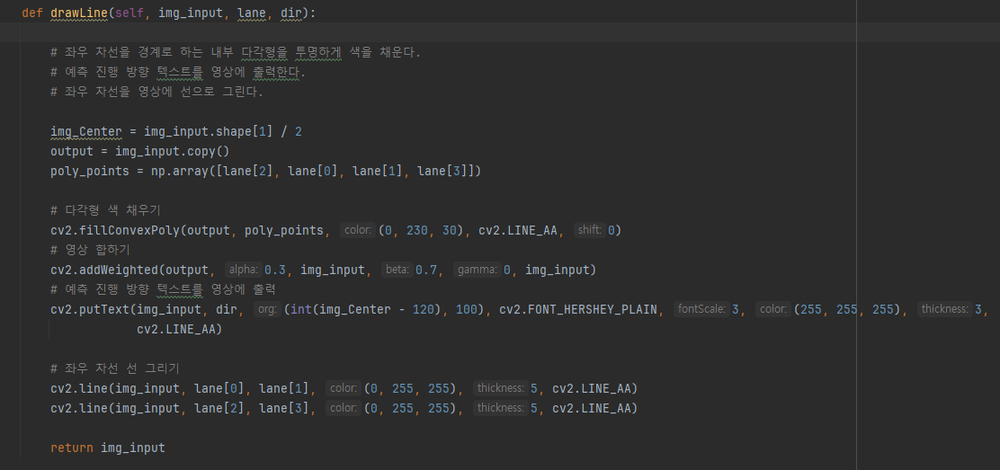 def drawLine(self, img_input, lane, dir):
# 좌우 차선을 경계로 하는 내부 다각형을 투명하게 색을 채운다.
# 예측 진행 방향 텍스트를 영상에 출력한다.
# 좌우 차선을 영상에 선으로 그린다.
img_Center = img_input.shape[1] / 2
output = img_input.copy()
poly_points = np.array([lane[2], lane[0], lane[1], lane[3]])
# 다각형 색 채우기
cv2.fillConvexPoly(output, poly_points, color: (0, 230, 30), cv2.LINE_AA, shift: 0)
# 영상 합하기
cv2.addWeighted(output, alpha: 0.3, img_input, beta: 0.7, gamma: 0, img_input)
# 예측 진행 방향 텍스트를 영상에 출력
cv2.putText(img_input, dir, org: (int(img_Center - 120), 100), cv2.FONT_HERSHEY_PLAIN, fontScale: 3, color: (255, 255, 255), thickness: 3,
cv2.LINE_AA)
# 좌우 차선 선 그리기
cv2.line(img_input, lane[0], lane[1], color: (0, 255, 255), thickness: 5, cv2.LINE_AA)
cv2.line(img_input, lane[2], lane[3], color: (0, 255, 255), thickness: 5, cv2.LINE_AA)
return img_input